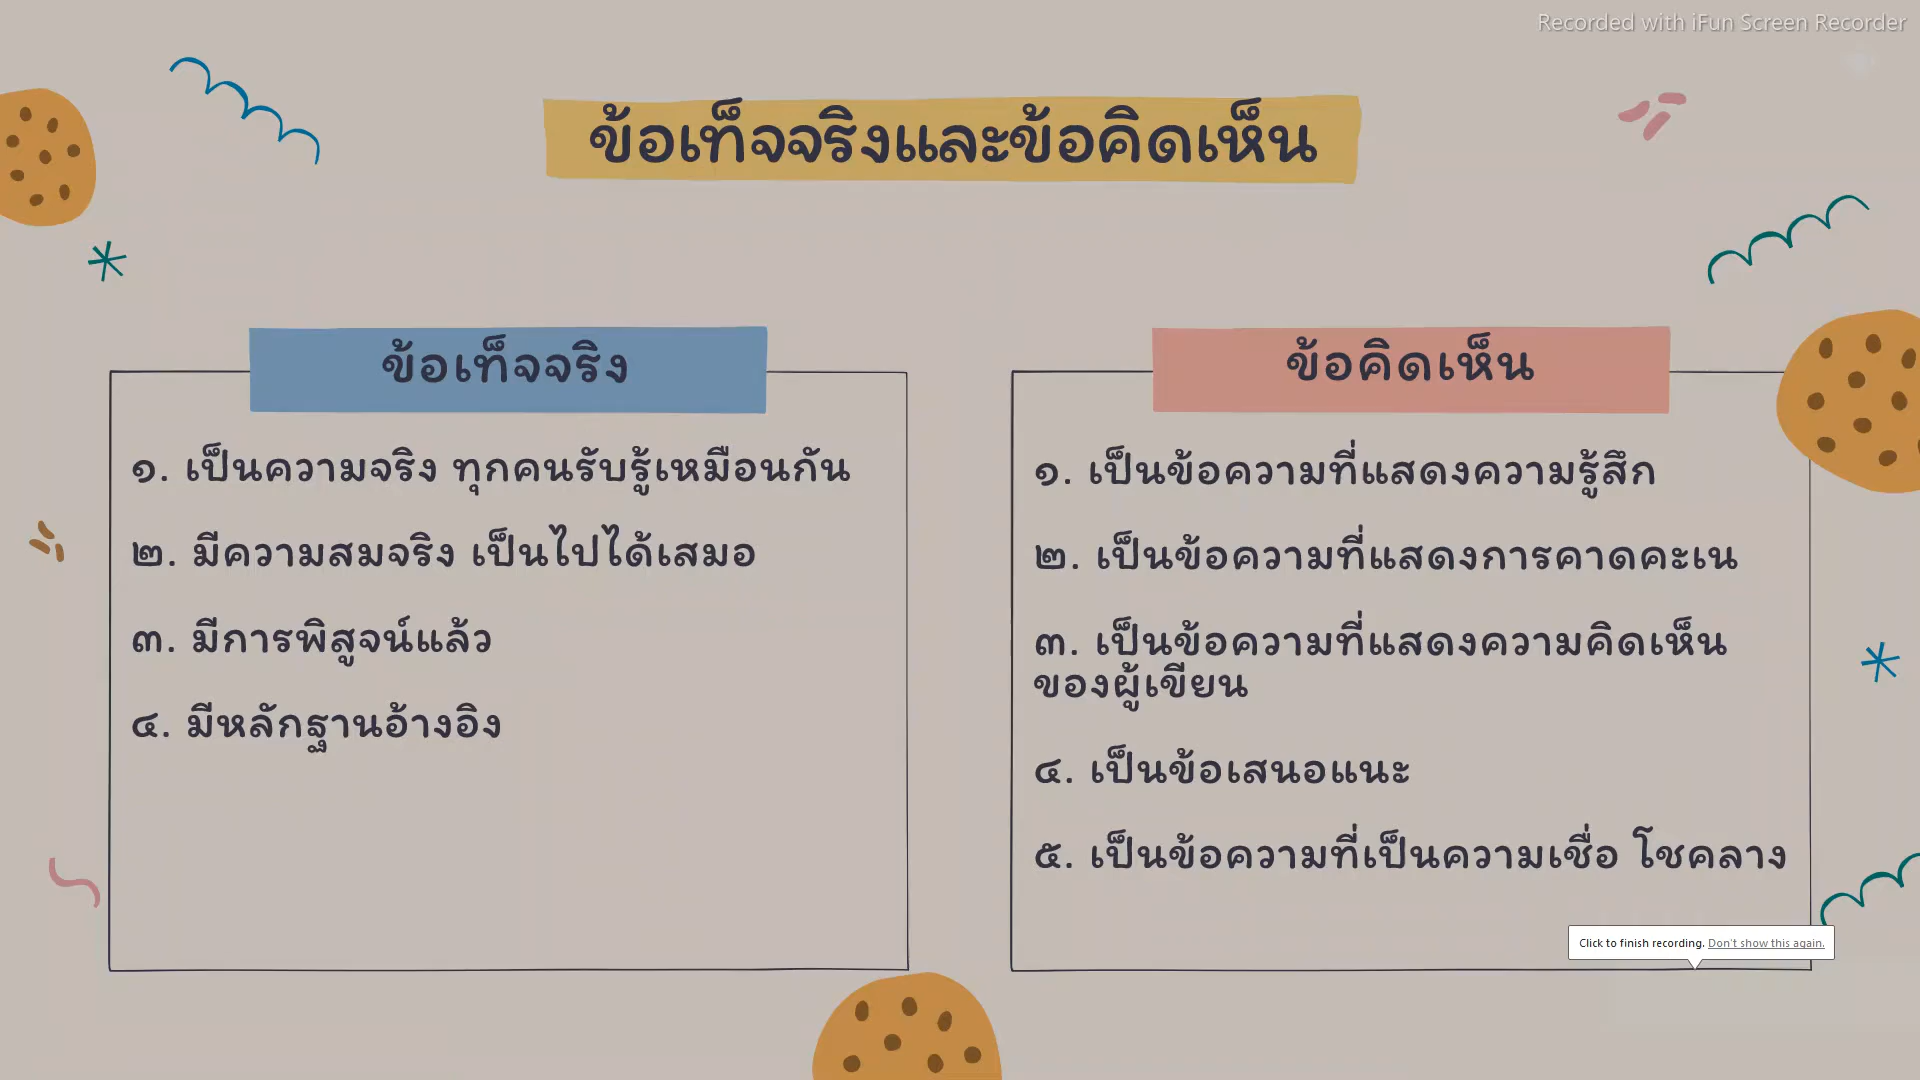 Recorded with iFun Screen Recorder
ข้อเท็จจริงและข้อคิดเห็น
ข้อเท็จจริง
๑. เป็นความจริง ทุกคนรับรู้เหมือนกัน
๒. มีความสมจริง เป็นไปได้เสมอ
๓. มีการพิสูจน์แล้ว
๔. มีหลักฐานอ้างอิง
ข้อคิดเห็น
๑. เป็นข้อความที่แสดงความรู้สึก
๒. เป็นข้อความที่แสดงการคาดคะเน
๓. เป็นข้อความที่แสดงความคิดเห็น
ของผู้เขียน
๔. เป็นข้อเสนอแนะ
๕. เป็นข้อความที่เป็นความเชื่อ โชคลาง
Click to finish recording. Don't show this again.